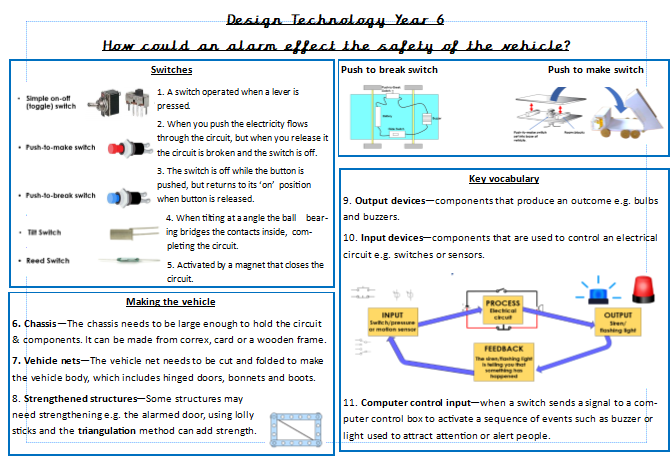 Design Technology Year 6
How could an alarm effect the safety of the vehicle?
Switches
• Simple on-off
(toggle) switch
• Push-to-make switch
• Push-to-break switch
• Tilt Switch
• Reed Switch
1. A switch operated when a lever is
pressed.
2. When you push the electricity flows
through the circuit, but when you release it
the circuit is broken and the switch is off.
3. The switch is off while the button is
pushed, but returns to its 'on' position
when button is released.
4. When tilting at a angle the ball bear-
ing bridges the contacts inside, com-
pleting the circuit.
5. Activated by a magnet that closes the
circuit.
Making the vehicle
6. Chassis—The chassis needs to be large enough to hold the circuit
& components. It can be made from correx, card or a wooden frame.
7. Vehicle nets—The vehicle net needs to be cut and folded to make
the vehicle body, which includes hinged doors, bonnets and boots.
8. Strengthened structures—Some structures may
need strengthening e.g. the alarmed door, using lolly
sticks and the triangulation method can add strength.
Push to break switch
Push to make switch
Key vocabulary
9. Output devices—components that produce an outcome e.g. bulbs
and buzzers.
10. Input devices—components that are used to control an electrical
circuit e.g. switches or sensors.
INPUT
Switch/pressure
or motion sensor
PROCESS
Electrical
circuit
OUTPUT
Siren/
flashing light
FEEDBACK
The siren/flashing light
is telling you that
something has
happened
11. Computer control input—when a switch sends a signal to a com-
puter control box to activate a sequence of events such as buzzer or
light used to attract attention or alert people.